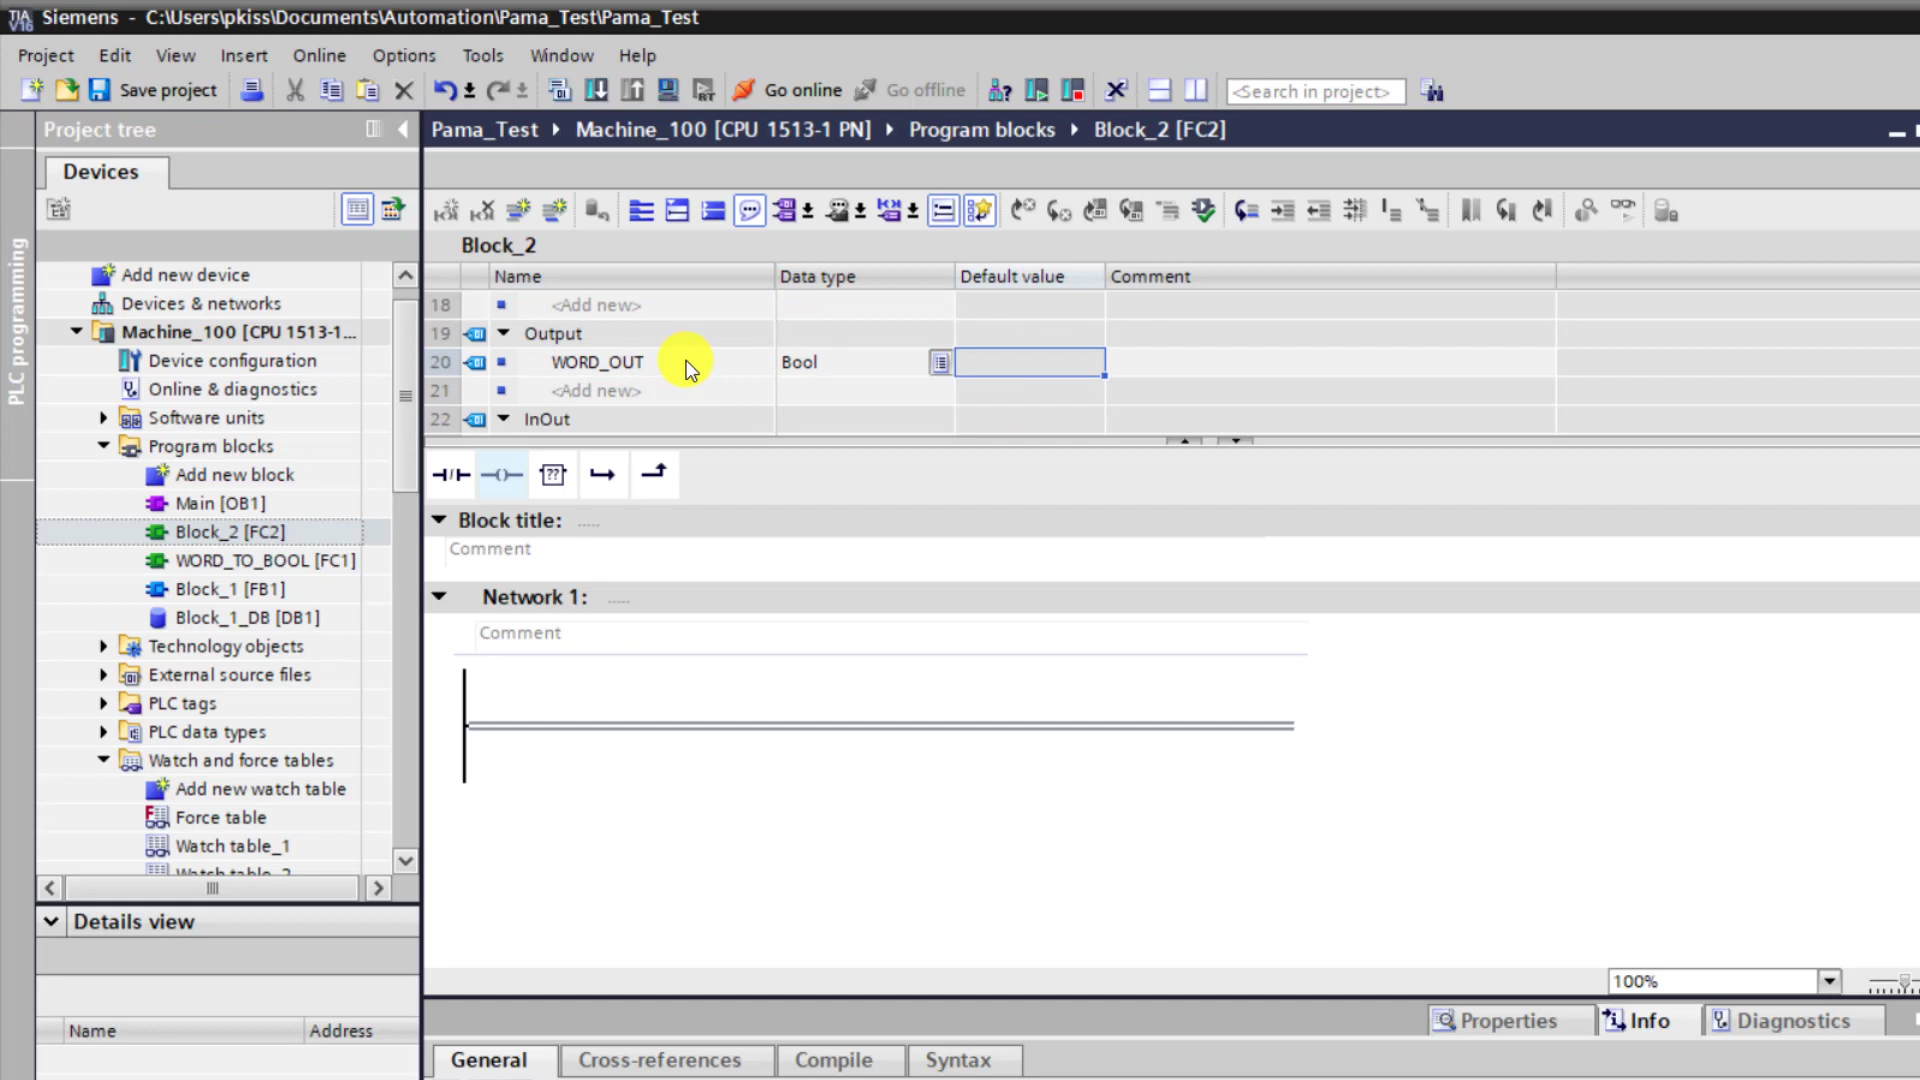 TIA V16 Siemens - C:\Users\pkiss\Documents\Automation\Pama_Test\Pama_Test
Project Edit View Insert Online Options Tools Window Help
Save project Go online Go offline <Search in project>
Project tree
Pama_Test Machine_100 [CPU 1513-1 PN] Program blocks Block_2 [FC2]
Devices
PLC programming
Add new device
Devices & networks
Machine_100 [CPU 1513-1...
Device configuration
Online & diagnostics
Software units
Program blocks
Add new block
Main [OB1]
Block_2 [FC2]
WORD_TO_BOOL [FC1]
Block_1 [FB1]
Block_1_DB [DB1]
Technology objects
External source files
PLC tags
PLC data types
Watch and force tables
Add new watch table
Force table
Watch table_1
Watch table_2
Details view
Name Address
Block_2
Name Data type Default value Comment
18 <Add new>
19 Output
20 WORD_OUT Bool
21 <Add new>
22 InOut
??
Block title: .....
Comment
Network 1: .....
Comment
100%
Properties Info Diagnostics
General Cross-references Compile Syntax